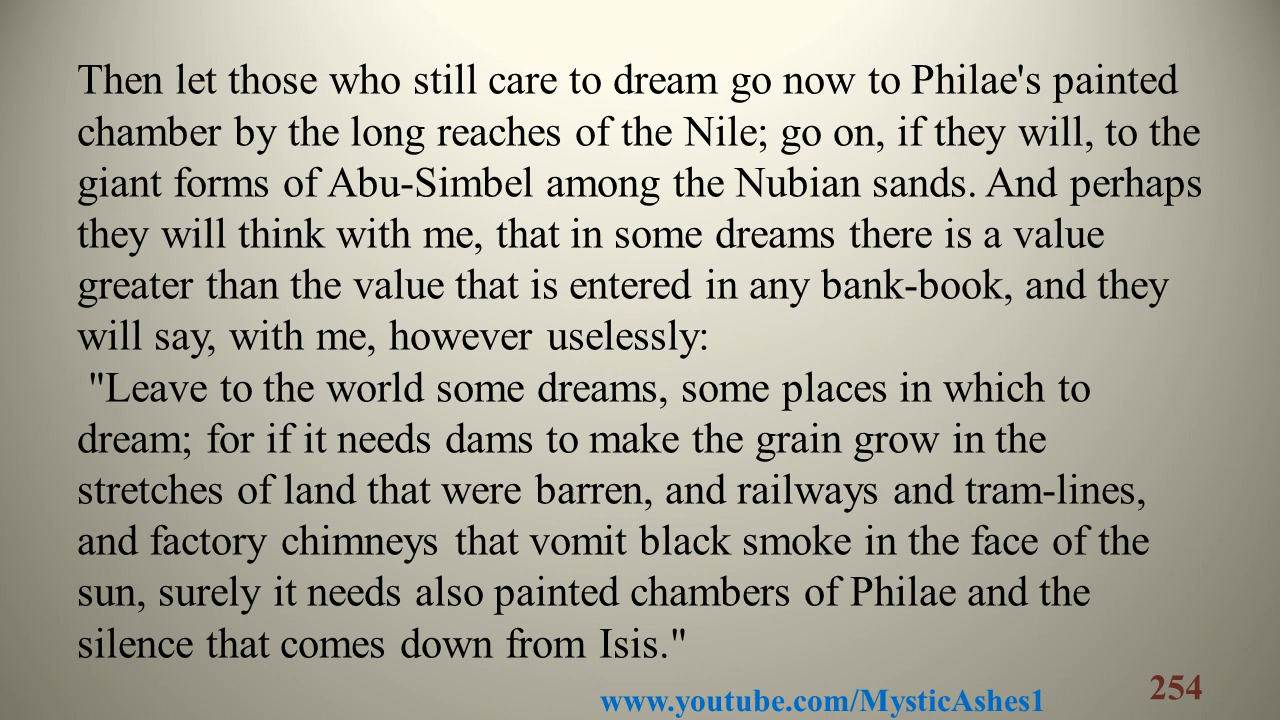 Then let those who still care to dream go now to Philae's painted
chamber by the long reaches of the Nile; go on, if they will, to the
giant forms of Abu-Simbel among the Nubian sands. And perhaps
they will think with me, that in some dreams there is a value
greater than the value that is entered in any bank-book, and they
will say, with me, however uselessly:
"Leave to the world some dreams, some places in which to
dream; for if it needs dams to make the grain grow in the
stretches of land that were barren, and railways and tram-lines,
and factory chimneys that vomit black smoke in the face of the
sun, surely it needs also painted chambers of Philae and the
silence that comes down from Isis."
254
www.youtube.com/MysticAshes1